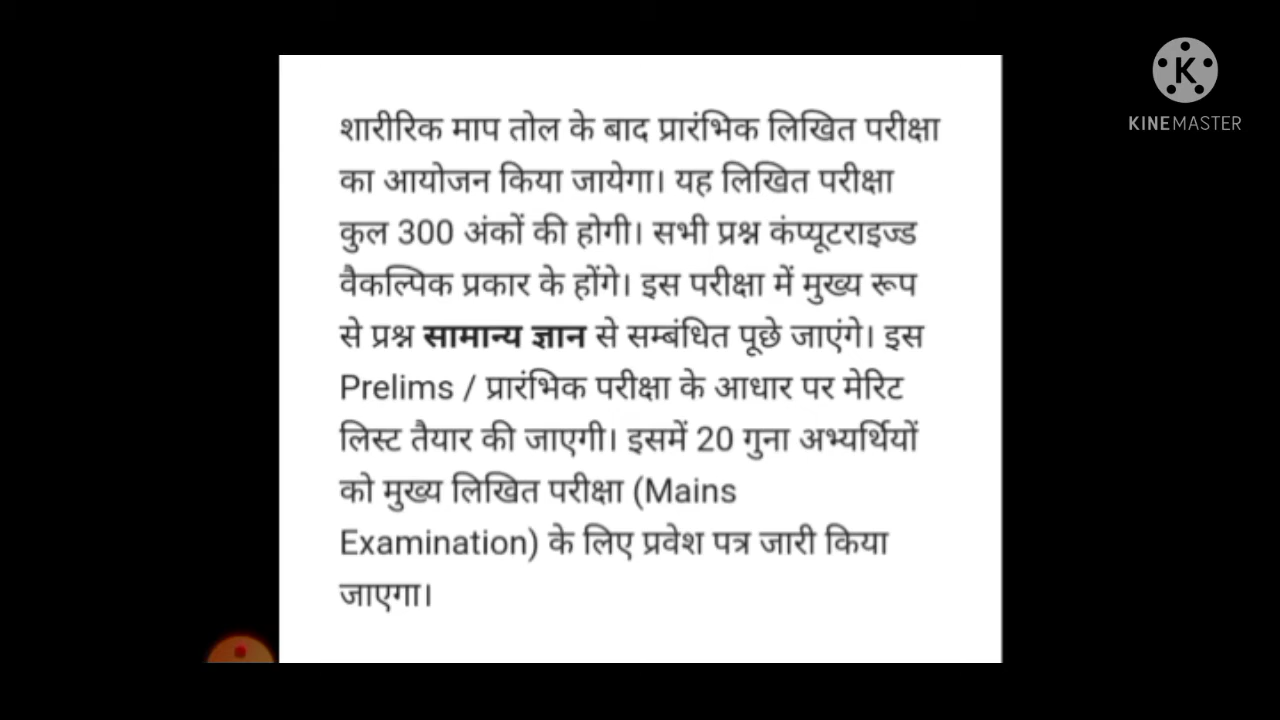 शारीरिक माप तोल के बाद प्रारंभिक लिखित परीक्षा
का आयोजन किया जायेगा। यह लिखित परीक्षा
कुल 300 अंकों की होगी। सभी प्रश्न कंप्यूटराइज्ड
वैकल्पिक प्रकार के होंगे। इस परीक्षा में मुख्य रूप
से प्रश्न सामान्य ज्ञान से सम्बंधित पूछे जाएंगे। इस
Prelims / प्रारंभिक परीक्षा के आधार पर मेरिट
लिस्ट तैयार की जाएगी। इसमें 20 गुना अभ्यर्थियों
को मुख्य लिखित परीक्षा (Mains
Examination) के लिए प्रवेश पत्र जारी किया
जाएगा।
K
KINEMASTER